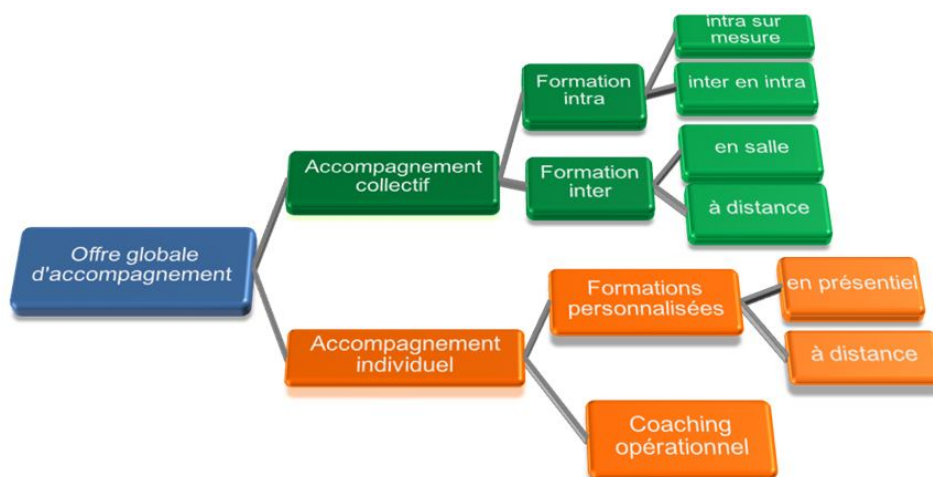 Offre globale
d'accompagnement
Accompagnement
collectif
Formation
intra
intra sur
mesure
inter en intra
Formation
inter
en salle
à distance
Accompagnement
individuel
Formations
personnalisées
en présentiel
à distance
Coaching
opérationnel